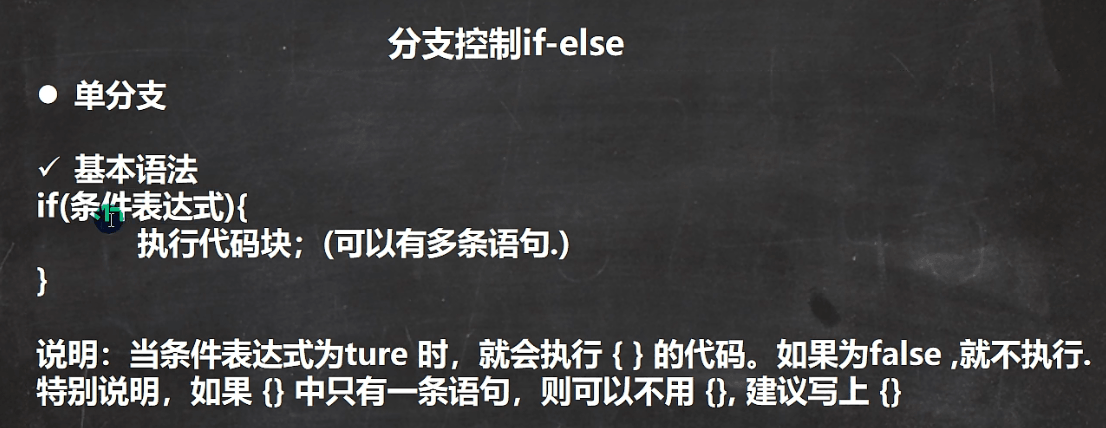 分支控制if-else
● 单分支
✓ 基本语法
if(条件表达式){
执行代码块；(可以有多条语句.)
}
说明：当条件表达式为ture 时，就会执行 { } 的代码。如果为false ,就不执行.
特别说明，如果 {} 中只有一条语句，则可以不用 {}, 建议写上 {}